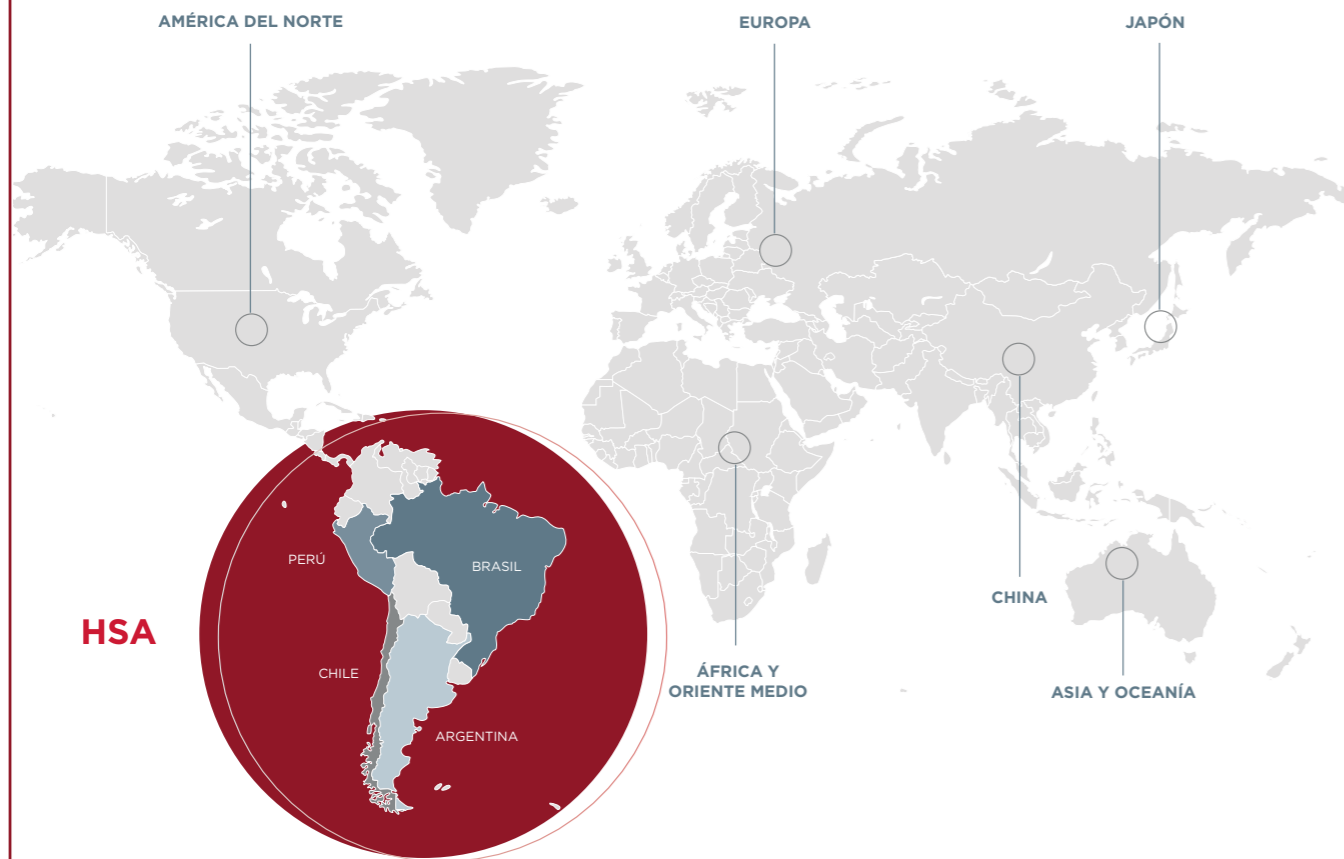 AMÉRICA DEL NORTE
EUROPA
JAPÓN
PERÚ
BRASIL
HSA
CHILE
ARGENTINA
CHINA
ÁFRICA Y
ORIENTE MEDIO
ASIA Y OCEANÍA